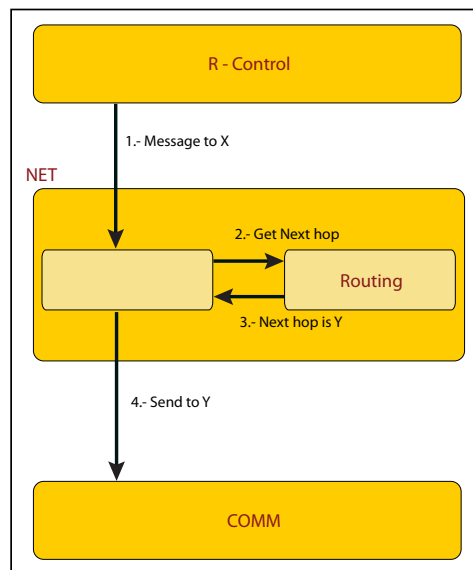 R - Control
1.- Message to X
NET
2.- Get Next hop
Routing
3.- Next hop is Y
4.- Send to Y
COMM